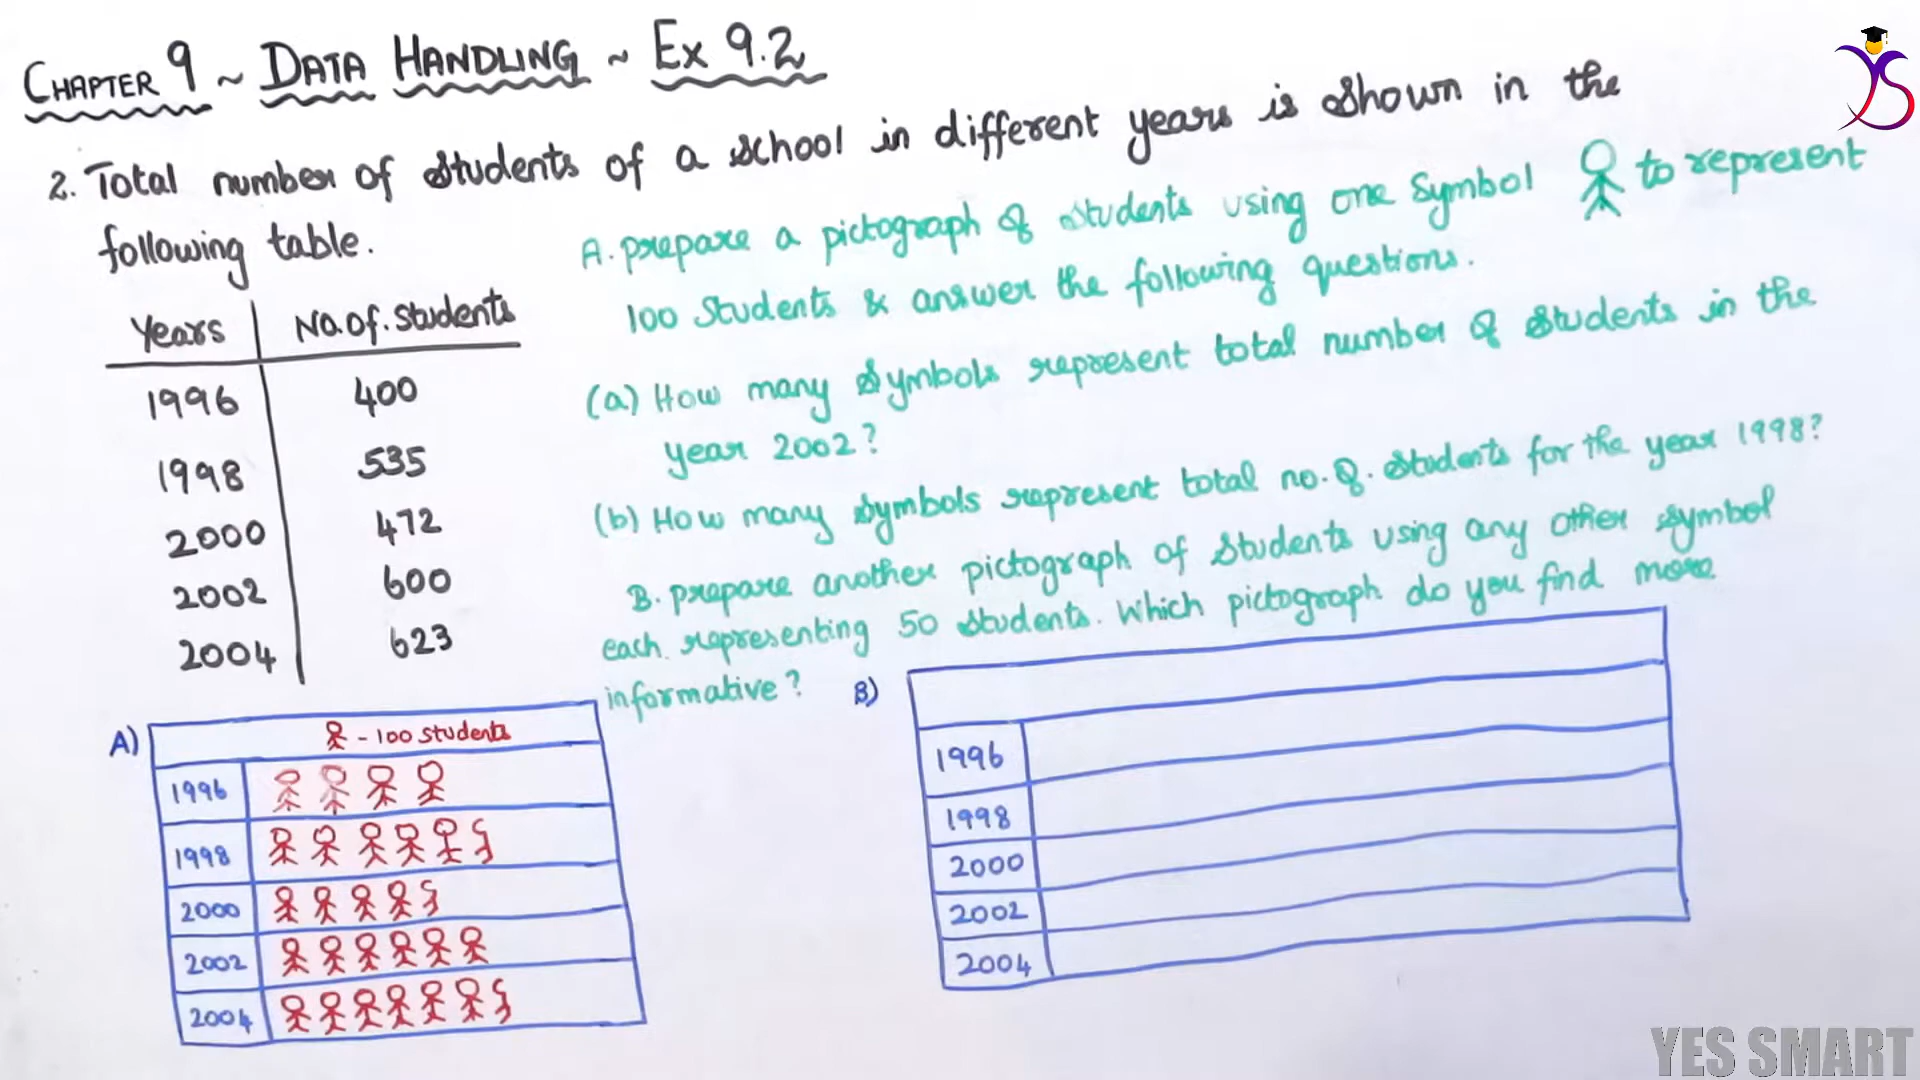 CHAPTER 9 ~ DATA HANDLING ~ Ex 9.2
2. Total number of students of a school in different years is shown in the
following table.
Years No.of.students
1996 400
1998 535
2000 472
2002 600
2004 623
A. Prepare a pictograph of students using one symbol to represent
100 students & answer the following questions.
(a) How many symbols represent total number of students in the
year 2002?
(b) How many symbols represent total no.of.students for the year 1998?
B. Prepare another pictograph of students using any other symbol
each representing 50 students. Which pictograph do you find more
informative?
A)
- 100 students
1996
1998
2000
2002
2004
B)
1996
1998
2000
2002
2004
YS
YES SMART